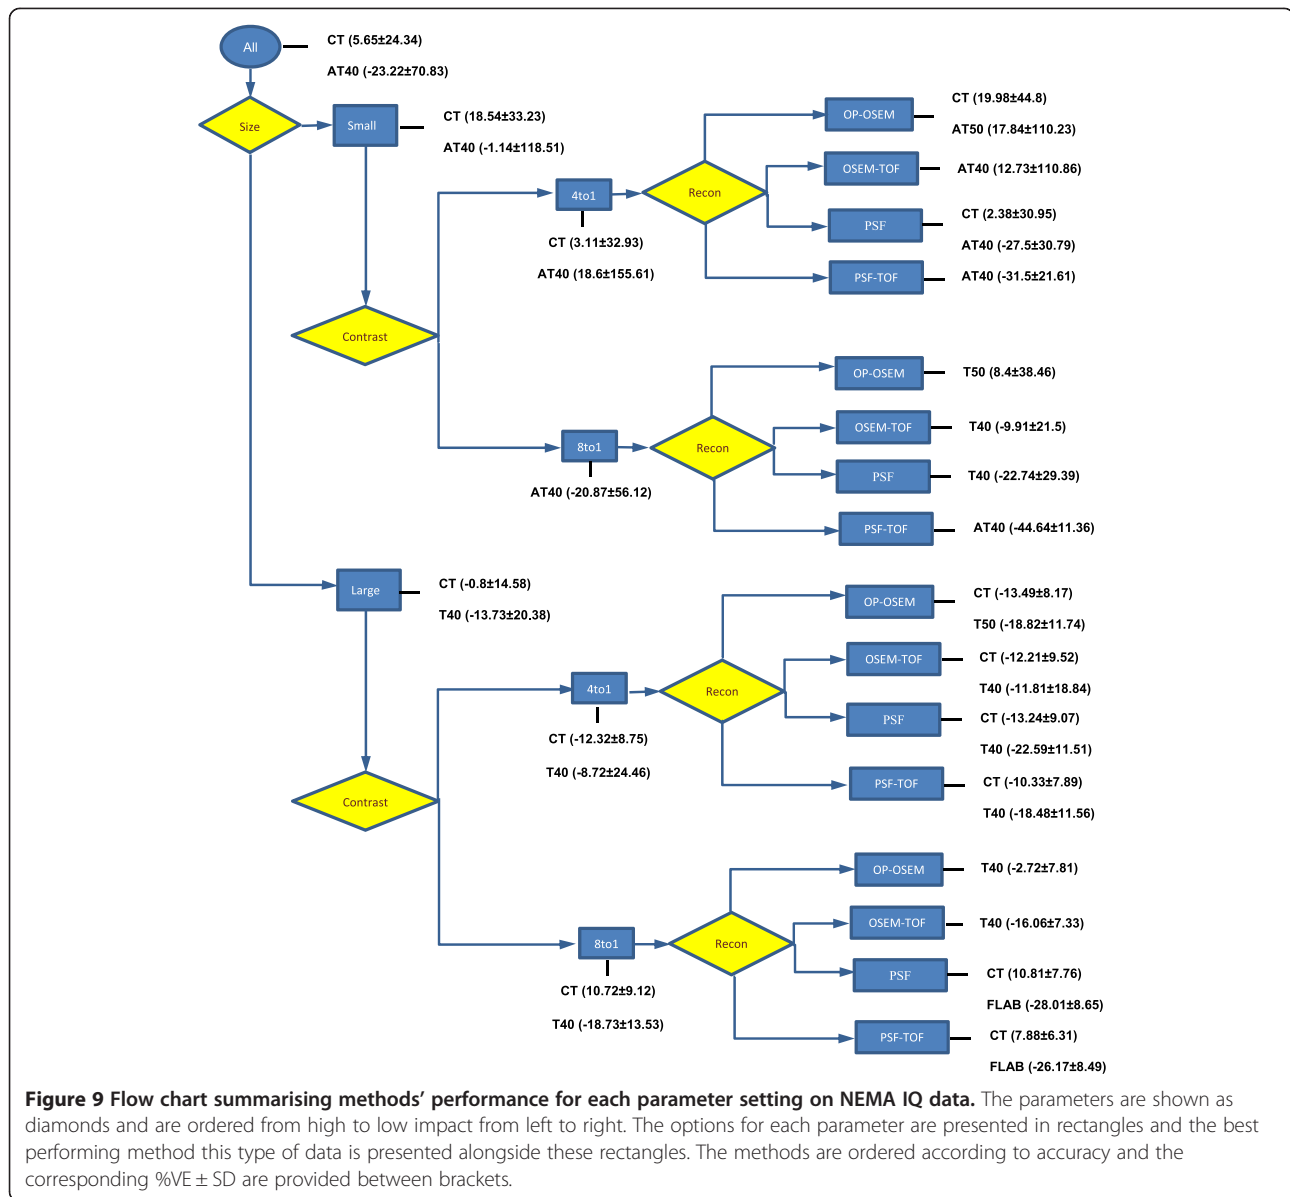 All
CT (5.65±24.34)
AT40 (-23.22±70.83)
Size
Small
CT (18.54±33.23)
AT40 (-1.14±118.51)
Contrast
4to1
CT (3.11±32.93)
AT40 (18.6±155.61)
Recon
OP-OSEM
CT (19.98±44.8)
AT50 (17.84±110.23)
OSEM-TOF
AT40 (12.73±110.86)
PSF
CT (2.38±30.95)
AT40 (-27.5±30.79)
PSF-TOF
AT40 (-31.5±21.61)
8to1
AT40 (-20.87±56.12)
Recon
OP-OSEM
T50 (8.4±38.46)
OSEM-TOF
T40 (-9.91±21.5)
PSF
T40 (-22.74±29.39)
PSF-TOF
AT40 (-44.64±11.36)
Large
CT (-0.8±14.58)
T40 (-13.73±20.38)
Contrast
4to1
CT (-12.32±8.75)
T40 (-8.72±24.46)
Recon
OP-OSEM
CT (-13.49±8.17)
T50 (-18.82±11.74)
OSEM-TOF
CT (-12.21±9.52)
T40 (-11.81±18.84)
PSF
CT (-13.24±9.07)
T40 (-22.59±11.51)
PSF-TOF
CT (-10.33±7.89)
T40 (-18.48±11.56)
8to1
CT (10.72±9.12)
T40 (-18.73±13.53)
Recon
OP-OSEM
T40 (-2.72±7.81)
OSEM-TOF
T40 (-16.06±7.33)
PSF
CT (10.81±7.76)
FLAB (-28.01±8.65)
PSF-TOF
CT (7.88±6.31)
FLAB (-26.17±8.49)
Figure 9 Flow chart summarising methods' performance for each parameter setting on NEMA IQ data. The parameters are shown as
diamonds and are ordered from high to low impact from left to right. The options for each parameter are presented in rectangles and the best
performing method this type of data is presented alongside these rectangles. The methods are ordered according to accuracy and the
corresponding %VE ± SD are provided between brackets.